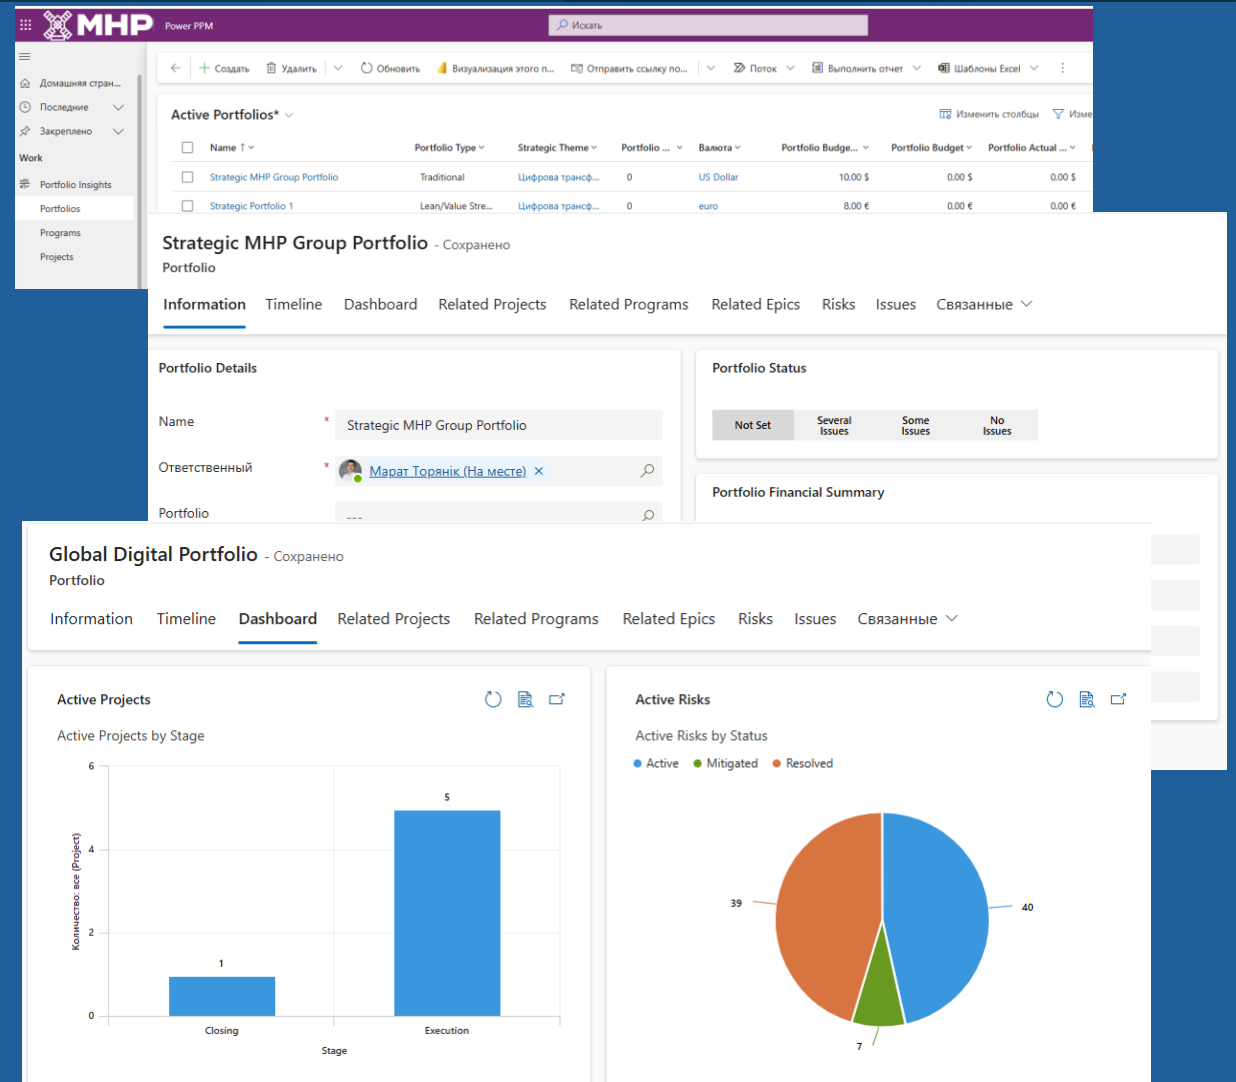 MHP Power PPM Искать
Домашняя стран...
Последние
Закреплено
Work
Portfolio Insights
Portfolios
Programs
Projects
Создать Удалить Обновить Визуализация этого п... Отправить ссылку по... Поток Выполнить отчет Шаблоны Excel
Active Portfolios* Изменить столбцы Изме
Name Portfolio Type Strategic Theme Portfolio ... Валюта Portfolio Budge... Portfolio Budget Portfolio Actual ...
Strategic MHP Group Portfolio Traditional Цифрова трансф... 0 US Dollar 10,00 $ 0,00 $ 0,00 $
Strategic Portfolio 1 Lean/Value Stre... Цифрова трансф... 0 euro 8,00 € 0,00 € 0,00 €
Strategic MHP Group Portfolio - Сохранено
Portfolio
Information Timeline Dashboard Related Projects Related Programs Related Epics Risks Issues Связанные
Portfolio Details
Name * Strategic MHP Group Portfolio
Ответственный * Марат Торянік (На месте)
Portfolio ---
Portfolio Status
Not Set Several Issues Some Issues No Issues
Portfolio Financial Summary
Global Digital Portfolio - Сохранено
Portfolio
Information Timeline Dashboard Related Projects Related Programs Related Epics Risks Issues Связанные
Active Projects
Active Projects by Stage
6
4
2
0
Количество: все (Project)
1
5
Closing Execution
Stage
Active Risks
Active Risks by Status
Active Mitigated Resolved
39
40
7